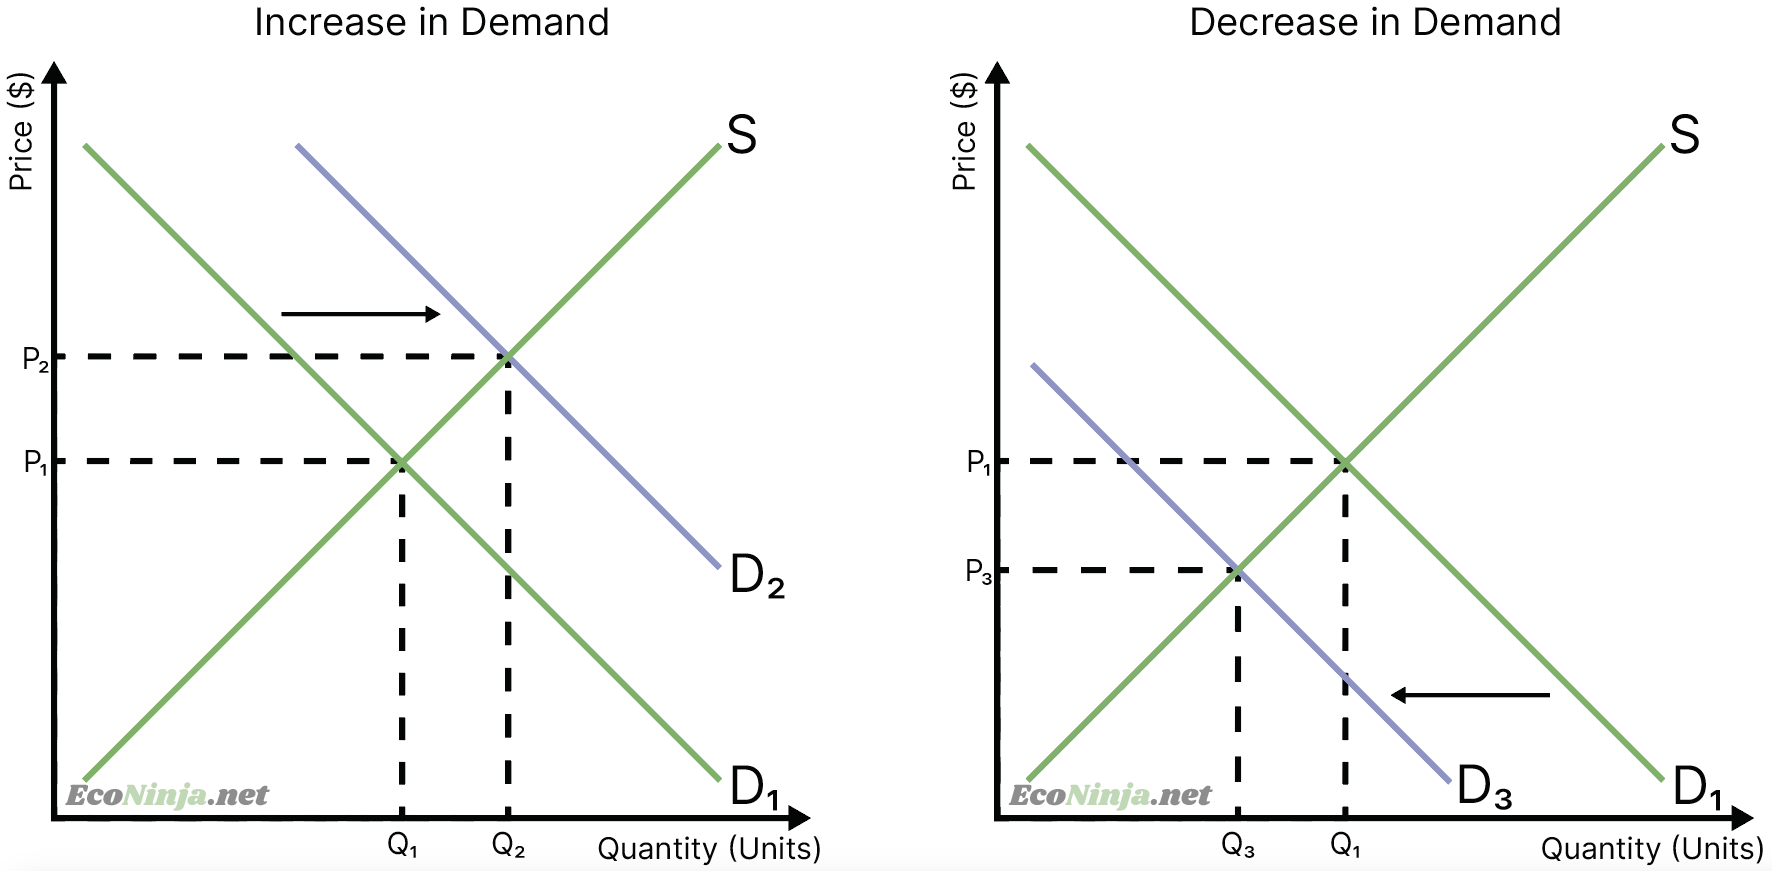 Increase in Demand
Price ($)
S
P₂
P₁
D₂
D₁
EcoNinja.net
Q₁
Q₂
Quantity (Units)
Decrease in Demand
Price ($)
S
P₁
P₃
D₃
D₁
EcoNinja.net
Q₃
Q₁
Quantity (Units)